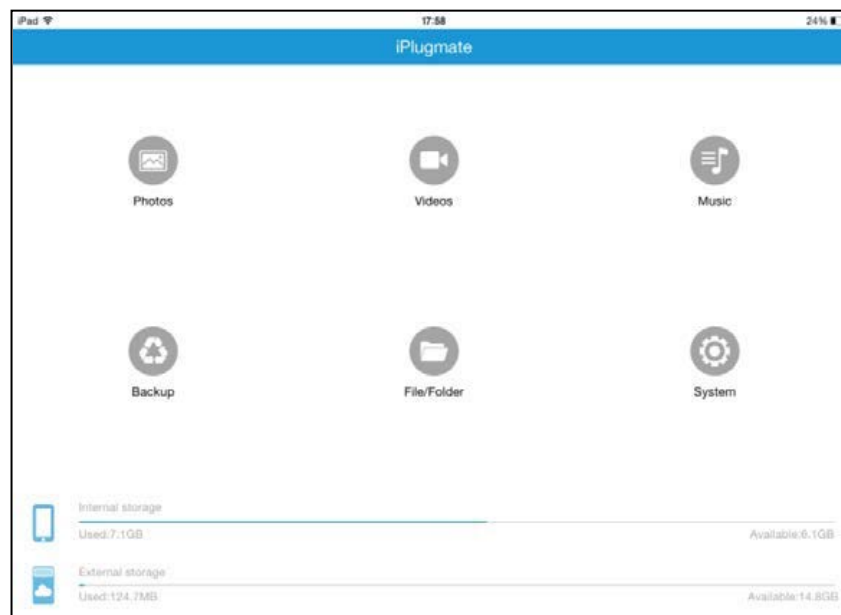 iPad 17:58 24%
iPlugmate
Photos Videos Music
Backup File/Folder System
Internal storage
Used:7.1GB Available:6.1GB
External storage
Used:124.7MB Available:14.8GB